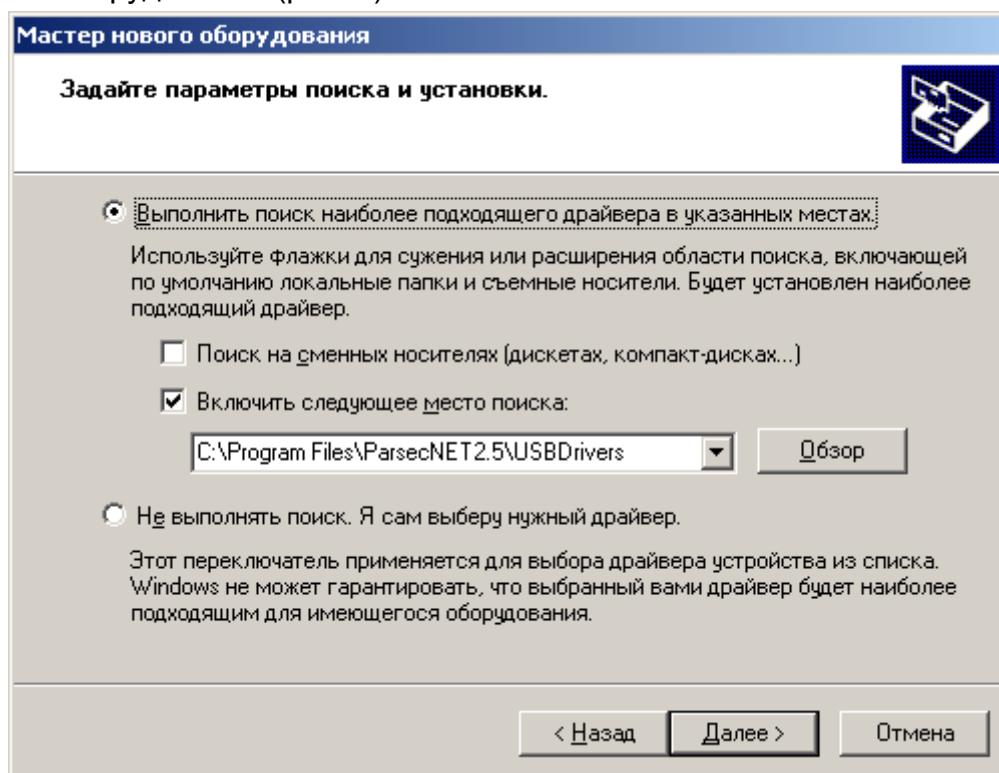 Мастер нового оборудования
Задайте параметры поиска и установки.
Выполнить поиск наиболее подходящего драйвера в указанных местах.
Используйте флажки для сужения или расширения области поиска, включающей
по умолчанию локальные папки и съемные носители. Будет установлен наиболее
подходящий драйвер.
Поиск на сменных носителях (дискетах, компакт-дисках...)
Включить следующее место поиска:
C:\Program Files\ParsecNET2.5\USBDrivers
Обзор
Не выполнять поиск. Я сам выберу нужный драйвер.
Этот переключатель применяется для выбора драйвера устройства из списка.
Windows не может гарантировать, что выбранный вами драйвер будет наиболее
подходящим для имеющегося оборудования.
< Назад Далее > Отмена